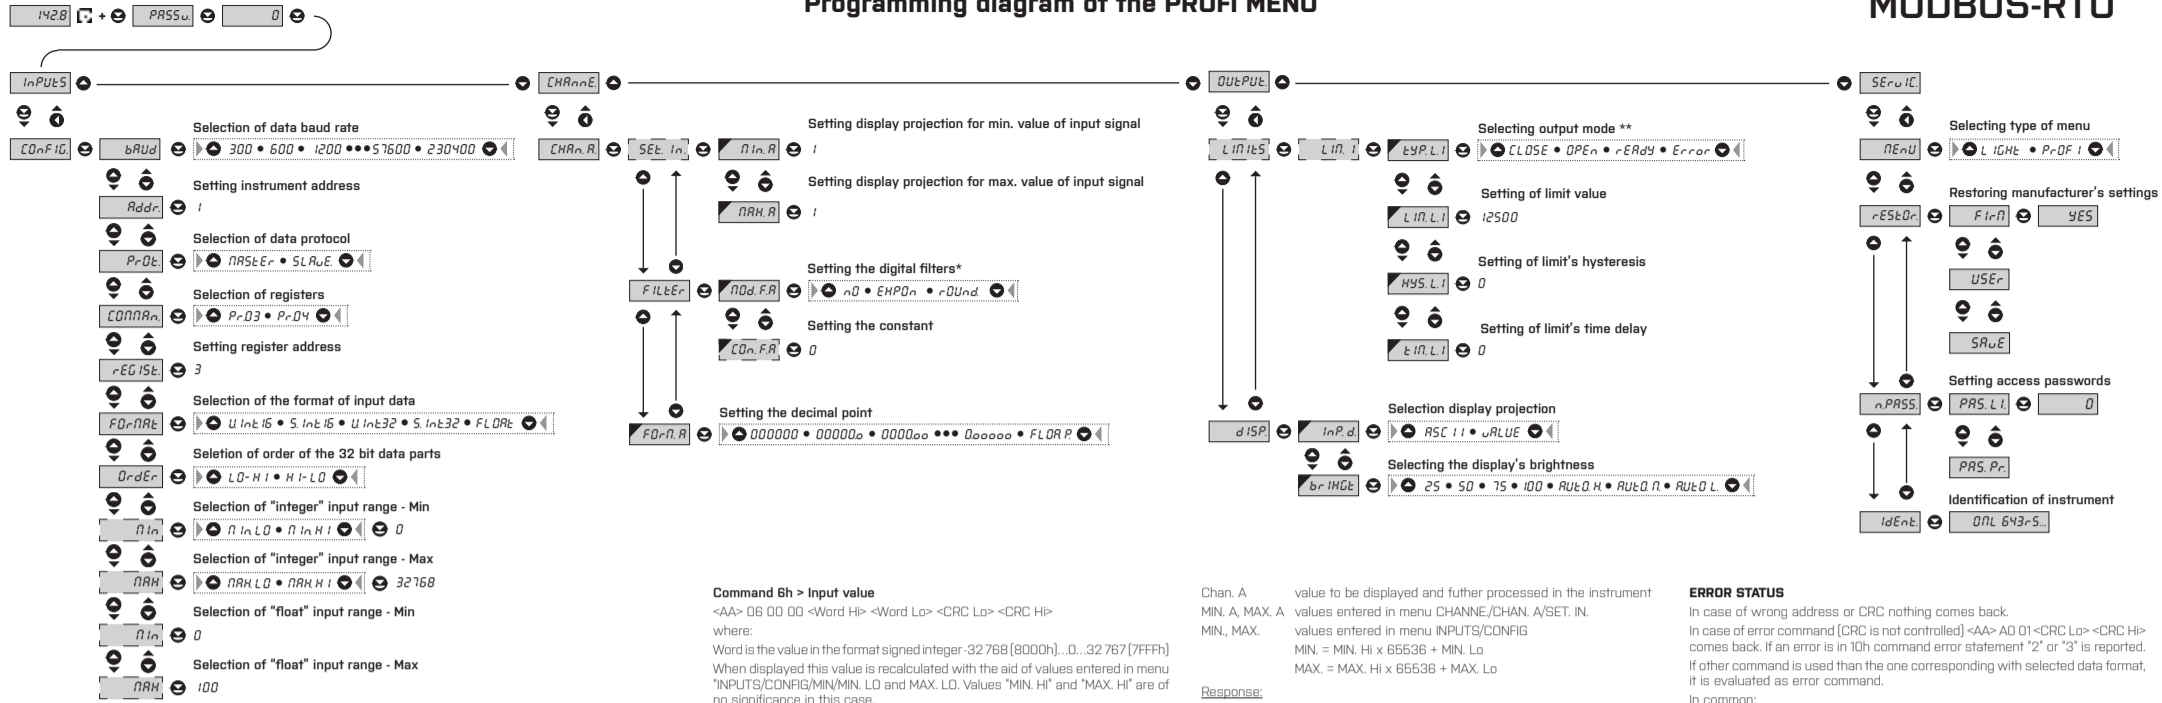 Programming diagram of the PROFI MENU
MODBUS-RTU
142.8 + PASSw. 0
InPUtS
CHAnnE.
OUtPUt.
SErvIC.
COnFIG.
bAUd
Selection of data baud rate
300 • 600 • 1200 ••• 57600 • 230400
Setting instrument address
Addr. 1
Selection of data protocol
PrOt. MAStEr • SLAvE.
Selection of registers
COMMAn. Pr.03 • Pr.04
Setting register address
rEGISt. 3
Selection of the format of input data
FOrMAt U.Int16 • S.Int16 • U.Int32 • S.Int32 • FLOAt
Seletion of order of the 32 bit data parts
OrdEr LO-HI • HI-LO
Selection of "integer" input range - Min
MIn MIn.LO • MIn.HI 0
Selection of "integer" input range - Max
MAX MAX.LO • MAX.HI 32768
Selection of "float" input range - Min
MIn 0
Selection of "float" input range - Max
MAX 100
CHAn. A. SEt. In.
Setting display projection for min. value of input signal
MIn. A 1
Setting display projection for max. value of input signal
MAX. A 1
Setting the digital filters*
FILtEr MOd. F.A nO • EXPOn • rOUnd.
Setting the constant
COn. F.A 0
Setting the decimal point
FOrM. A 000000 • 00000.o • 0000.oo ••• 0.ooooo • FLOA P.
LIMItS LIM. 1
Selecting output mode **
tYP. L.1 CLOSE • OPEn • rEAdy • Error
Setting of limit value
LIM. L.1 12500
Setting of limit's hysteresis
HYS. L.1 0
Setting of limit's time delay
tIM. L.1 0
Selection display projection
dISP. InP. d. ASCII • vALUE
Selecting the display's brightness
brIHGt 25 • 50 • 75 • 100 • AUtO. H. • AUtO. M. • AUtO L.
Selecting type of menu
MEnU LIGHt • PrOFI
Restoring manufacturer's settings
rEStOr. FIrM YES
USEr
SAvE
Setting access passwords
n.PASS. PAS. LI. 0
PAS. Pr.
Identification of instrument
IdEnt. OML 643rS...
Command 6h > Input value
<AA> 06 00 00 <Word Hi> <Word Lo> <CRC Lo> <CRC Hi>
where:
Word is the value in the format signed integer -32 768 (8000h)...0...32 767 (7FFFh)
When displayed this value is recalculated with the aid of values entered in menu
"INPUTS/CONFIG/MIN/MIN. LO and MAX. LO. Values "MIN. HI" and "MAX. HI" are of
no significance in this case.
Chan. A value to be displayed and futher processed in the instrument
MIN. A, MAX. A values entered in menu CHANNE./CHAN. A/SET. IN.
MIN., MAX. values entered in menu INPUTS/CONFIG
MIN. = MIN. Hi x 65536 + MIN. Lo
MAX. = MAX. Hi x 65536 + MAX. Lo
Response:
ERROR STATUS
In case of wrong address or CRC nothing comes back.
In case of error command (CRC is not controlled) <AA> A0 01 <CRC Lo> <CRC Hi>
comes back. If an error is in 10h command error statement "2" or "3" is reported.
If other command is used than the one corresponding with selected data format,
it is evaluated as error command.
In common: